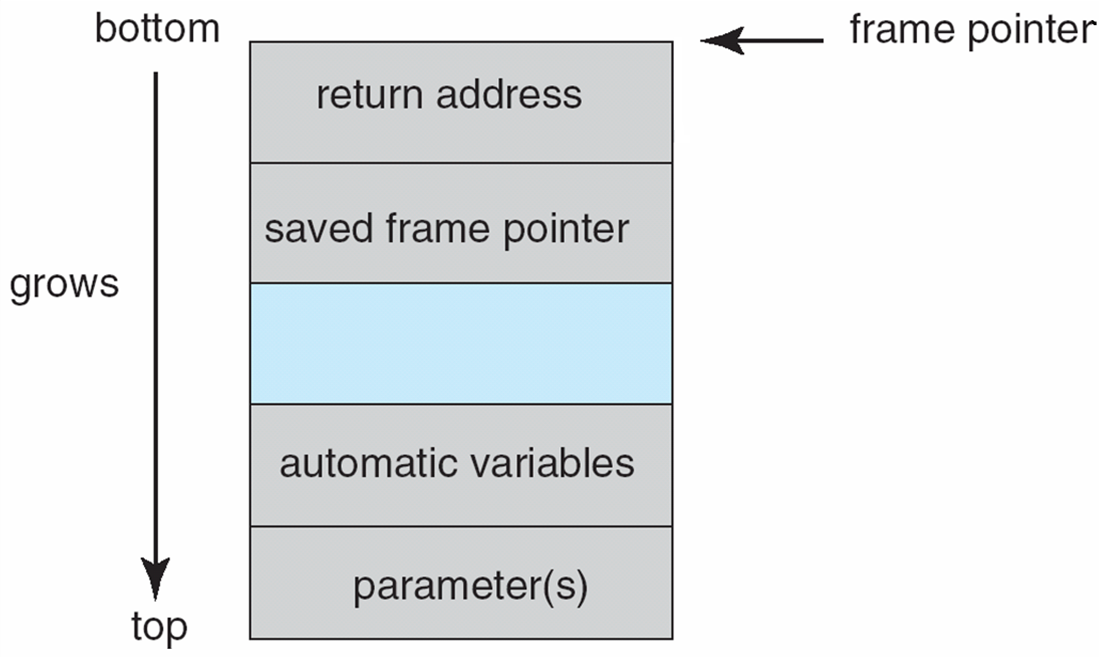 bottom
frame pointer
return address
saved frame pointer
grows
automatic variables
parameter(s)
top